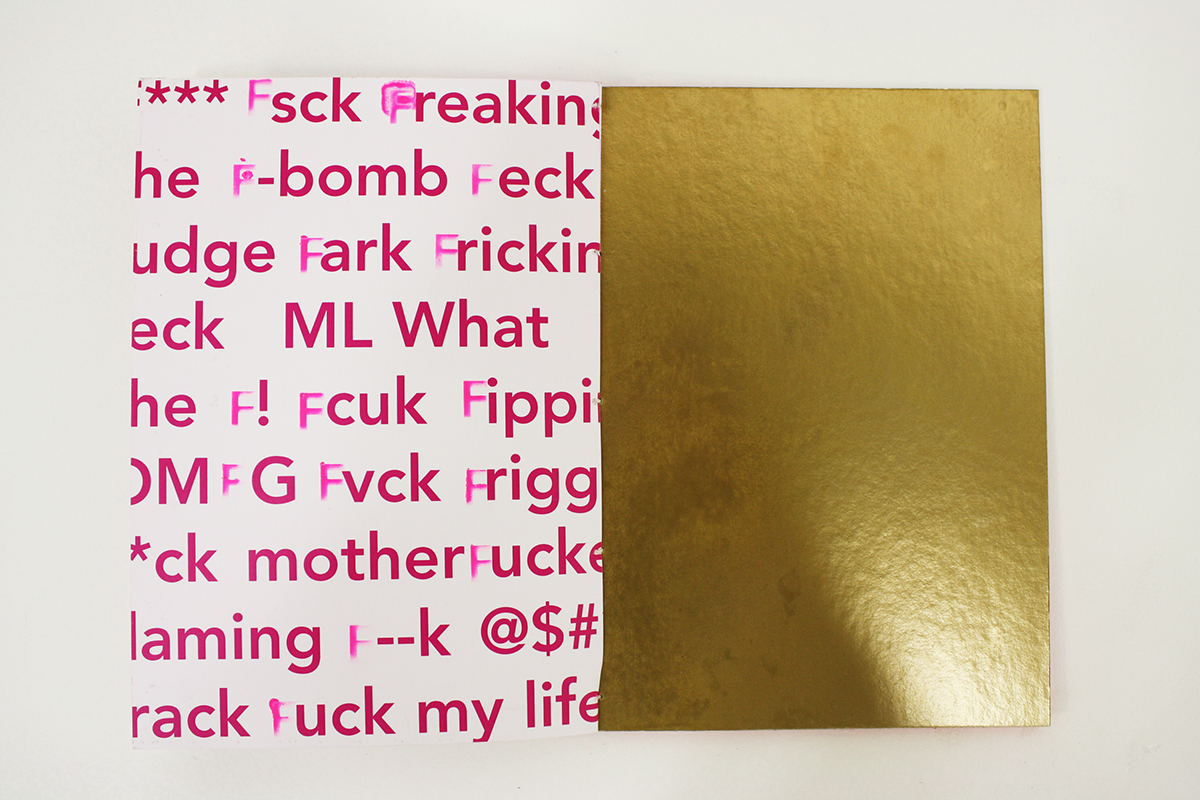 *** Fsck Freaking
he F-bomb Feck
udge Fark Frickin
eck ML What
he F! Fcuk Fippi
OMFG Fvck Frigg
*ck motherFucke
laming F--k @$#
rack Fuck my life